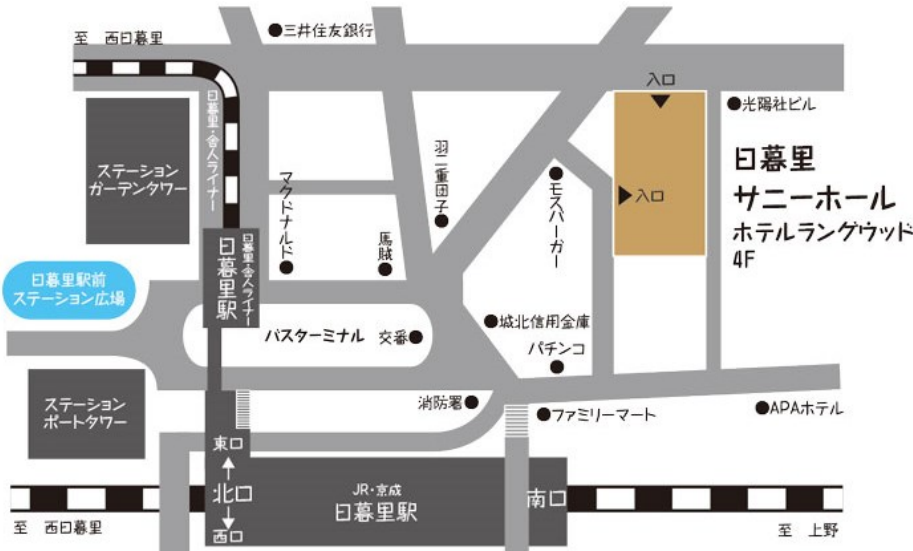 至 西日暮里
●三井住友銀行
入口
●光陽社ビル
日暮里・舎人ライナー
ステーション
ガーデンタワー
マクドナルド
羽二重団子
馬賊
モスバーガー
入口
日暮里
サニーホール
ホテルラングウッド
4F
日暮里・舎人ライナー
日暮里駅
日暮里駅前
ステーション広場
バスターミナル
交番●
●城北信用金庫
パチンコ
ステーション
ポートタワー
消防署●
●ファミリーマート
●APAホテル
東口
北口
西口
JR・京成
日暮里駅
南口
至 西日暮里
至 上野